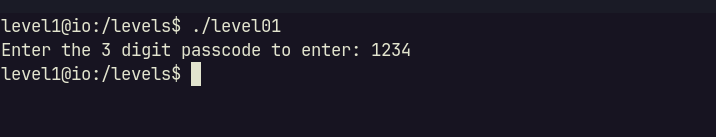 level1@io:/levels$ ./level01
Enter the 3 digit passcode to enter: 1234
level1@io:/levels$